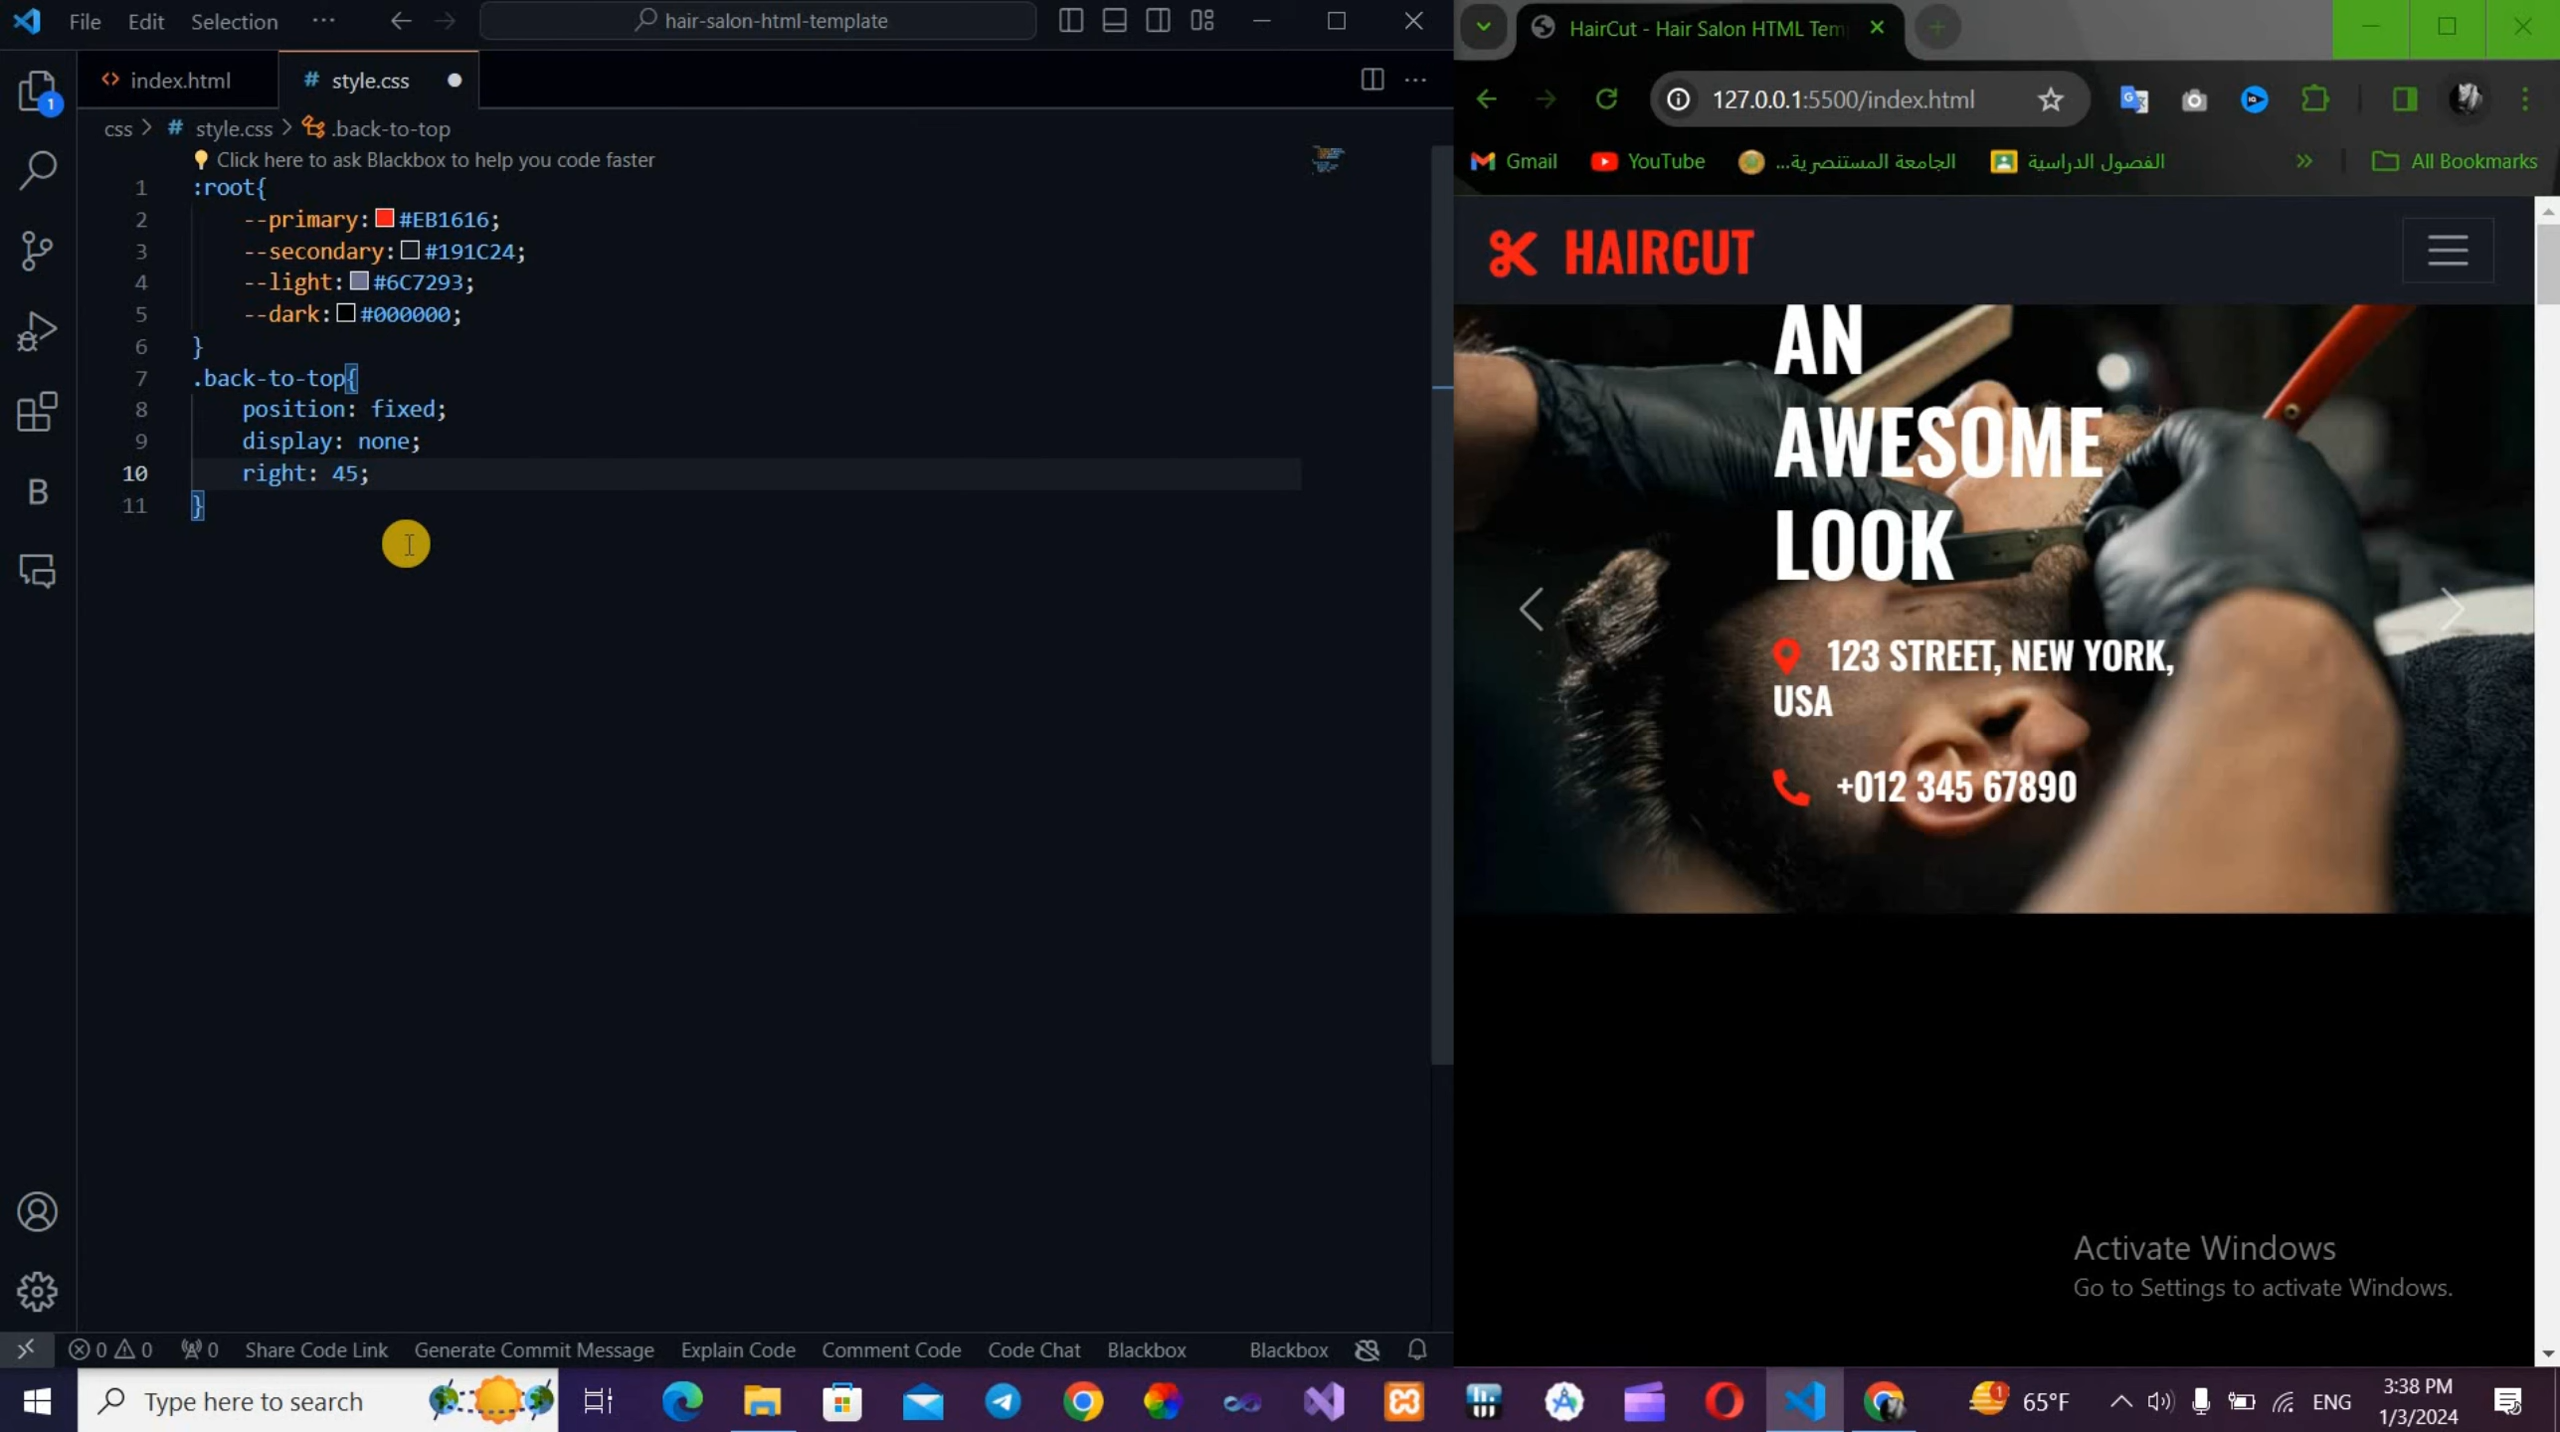 File Edit Selection ··· hair-salon-html-template
index.html # style.css
css > # style.css > .back-to-top
Click here to ask Blackbox to help you code faster
1 :root{
2 --primary: #EB1616;
3 --secondary: #191C24;
4 --light: #6C7293;
5 --dark: #000000;
6 }
7 .back-to-top{
8 position: fixed;
9 display: none;
10 right: 45;
11 }
B
1
0 0 0 Share Code Link Generate Commit Message Explain Code Comment Code Code Chat Blackbox Blackbox
HairCut - Hair Salon HTML Tem
127.0.0.1:5500/index.html
Gmail YouTube الجامعة المستنصرية... الفصول الدراسية » All Bookmarks
HAIRCUT
AN
AWESOME
LOOK
123 STREET, NEW YORK,
USA
+012 345 67890
Activate Windows
Go to Settings to activate Windows.
Type here to search
1 65°F ENG 3:38 PM
1/3/2024